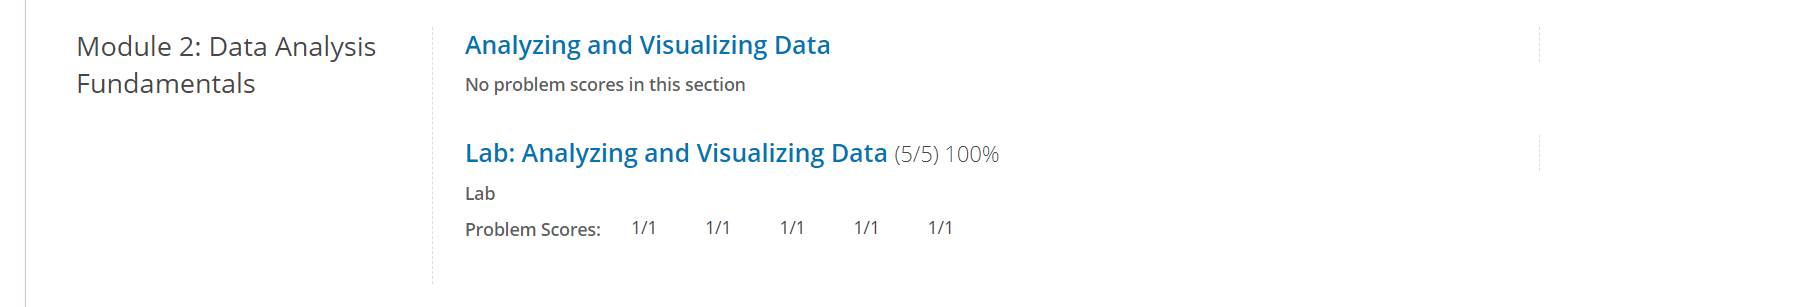 Module 2: Data Analysis
Fundamentals
Analyzing and Visualizing Data
No problem scores in this section
Lab: Analyzing and Visualizing Data (5/5) 100%
Lab
Problem Scores: 1/1 1/1 1/1 1/1 1/1